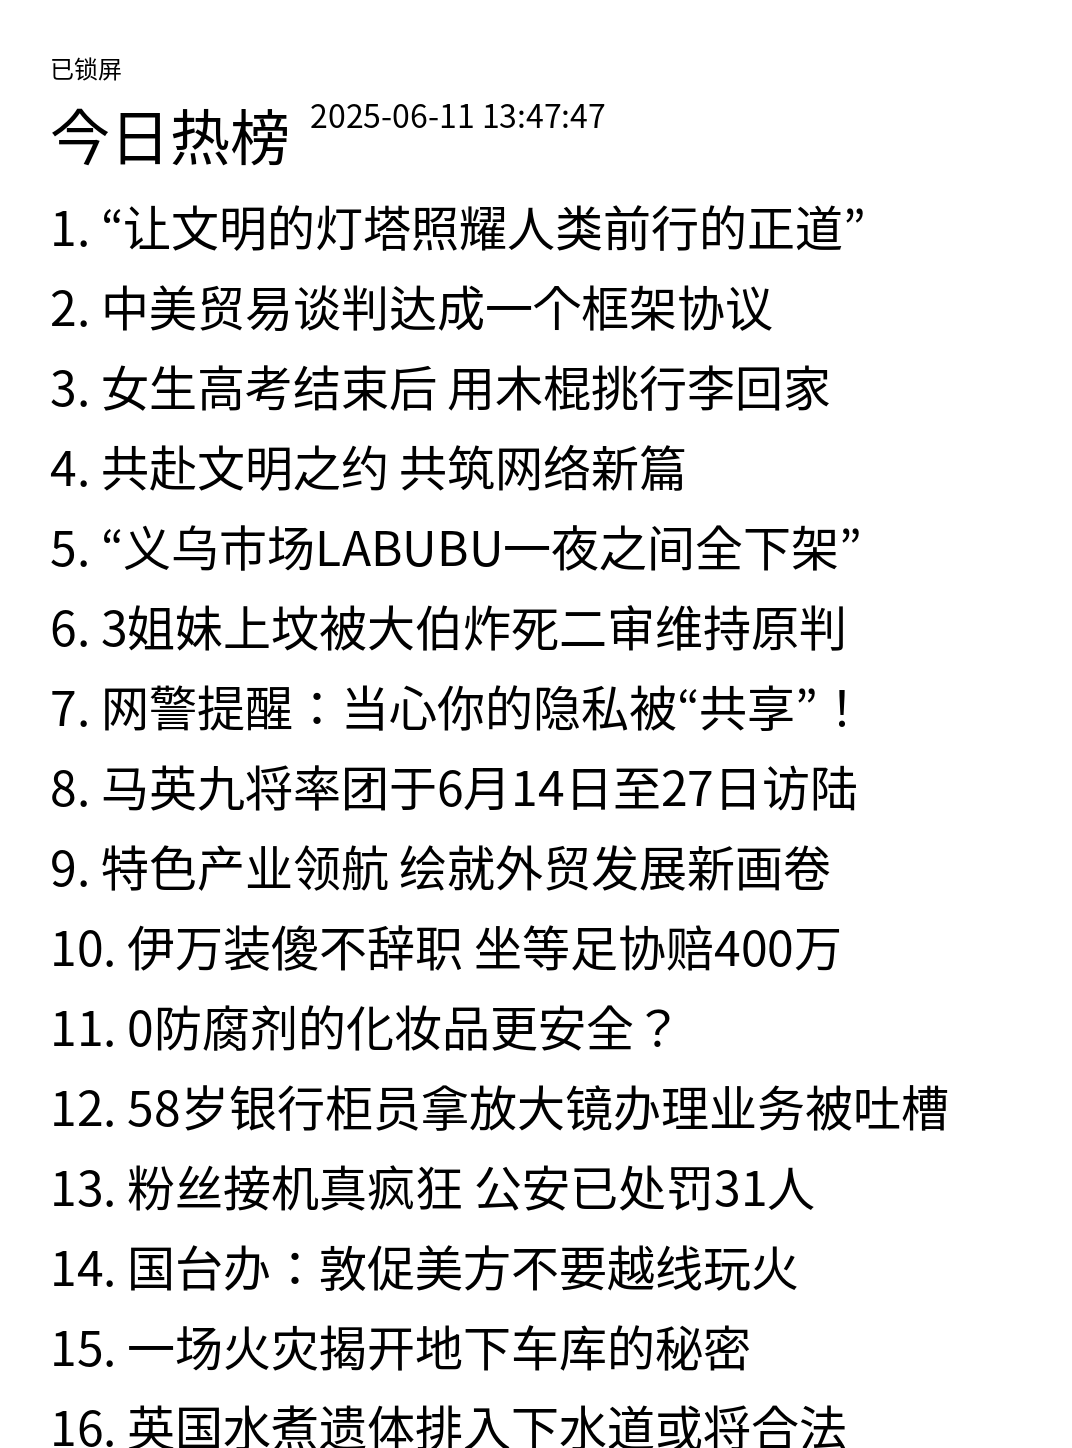 已锁屏
今日热榜 2025-06-11 13:47:47
1. “让文明的灯塔照耀人类前行的正道”
2. 中美贸易谈判达成一个框架协议
3. 女生高考结束后 用木棍挑行李回家
4. 共赴文明之约 共筑网络新篇
5. “义乌市场LABUBU一夜之间全下架”
6. 3姐妹上坟被大伯炸死二审维持原判
7. 网警提醒：当心你的隐私被“共享”！
8. 马英九将率团于6月14日至27日访陆
9. 特色产业领航 绘就外贸发展新画卷
10. 伊万装傻不辞职 坐等足协赔400万
11. 0防腐剂的化妆品更安全？
12. 58岁银行柜员拿放大镜办理业务被吐槽
13. 粉丝接机真疯狂 公安已处罚31人
14. 国台办：敦促美方不要越线玩火
15. 一场火灾揭开地下车库的秘密
16. 英国水煮遗体排入下水道或将合法